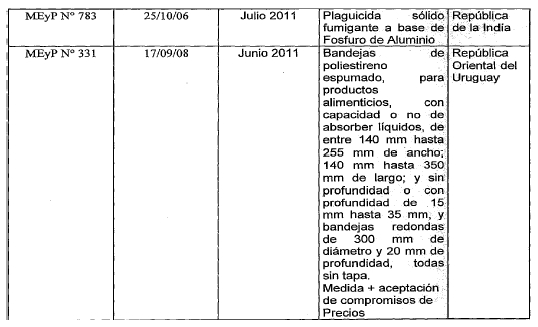 MEyP Nº 783 25/10/06 Julio 2011 Plaguicida sólido República
fumigante a base de de la India
Fosfuro de Aluminio
MEyP Nº 331 17/09/08 Junio 2011 Bandejas de República
poliestireno Oriental del
espumado, para Uruguay
productos
alimenticios, con
capacidad o no de
absorber líquidos, de
entre 140 mm hasta
255 mm de ancho;
140 mm hasta 350
mm de largo; y sin
profundidad o con
profundidad de 15
mm hasta 35 mm, y
bandejas redondas
de 300 mm de
diámetro y 20 mm de
profundidad, todas
sin tapa.
Medida + aceptación
de compromisos de
Precios